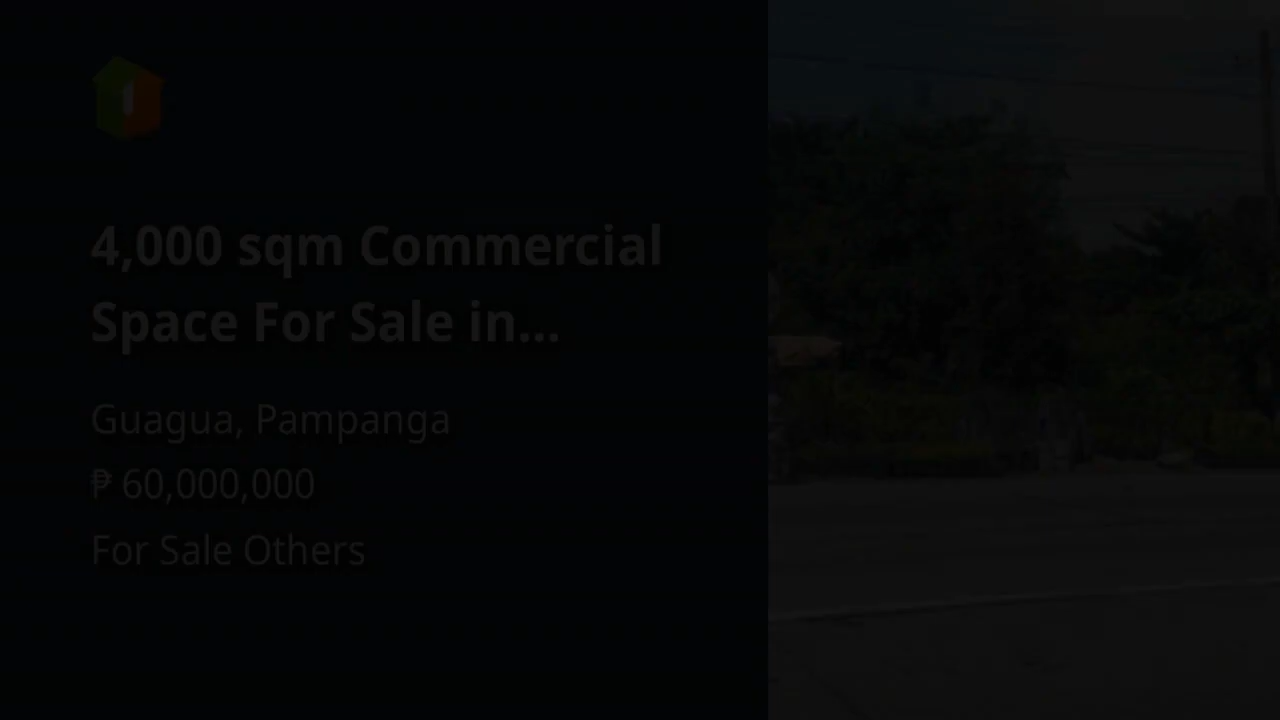 4,000 sqm Commercial
Space For Sale in...
Guagua, Pampanga
₱ 60,000,000
For Sale Others